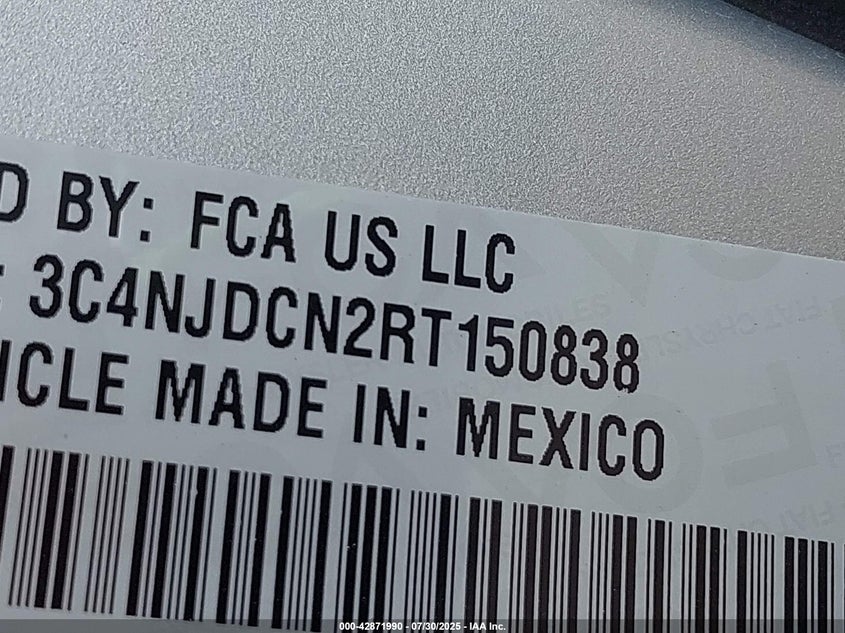 D BY: FCA US LLC
: 3C4NJDCN2RT150838
ICLE MADE IN: MEXICO
000-42871990 - 07/30/2025 - IAA Inc.